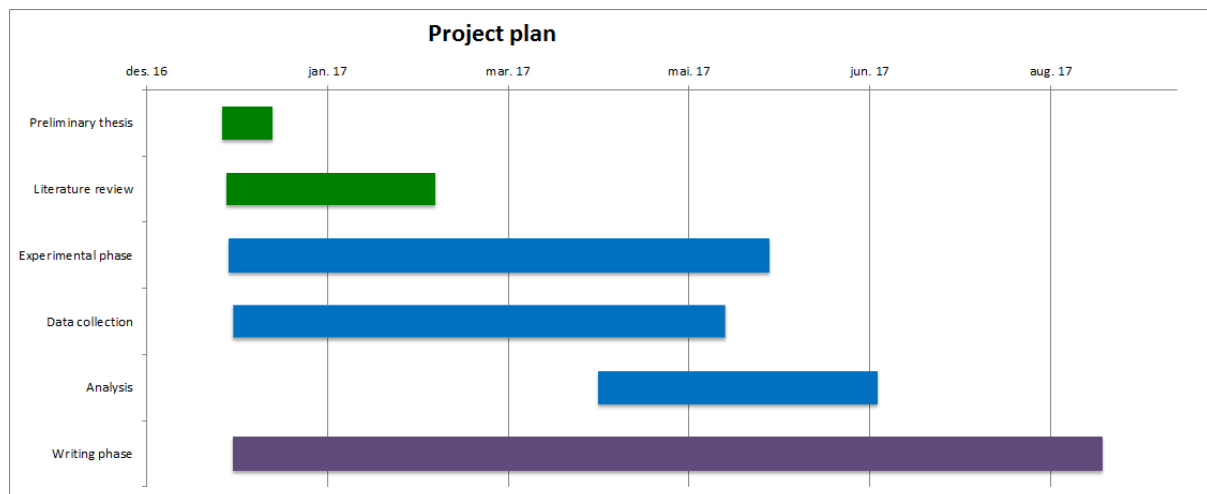 Project plan
des. 16 jan. 17 mar. 17 mai. 17 jun. 17 aug. 17
Preliminary thesis
Literature review
Experimental phase
Data collection
Analysis
Writing phase